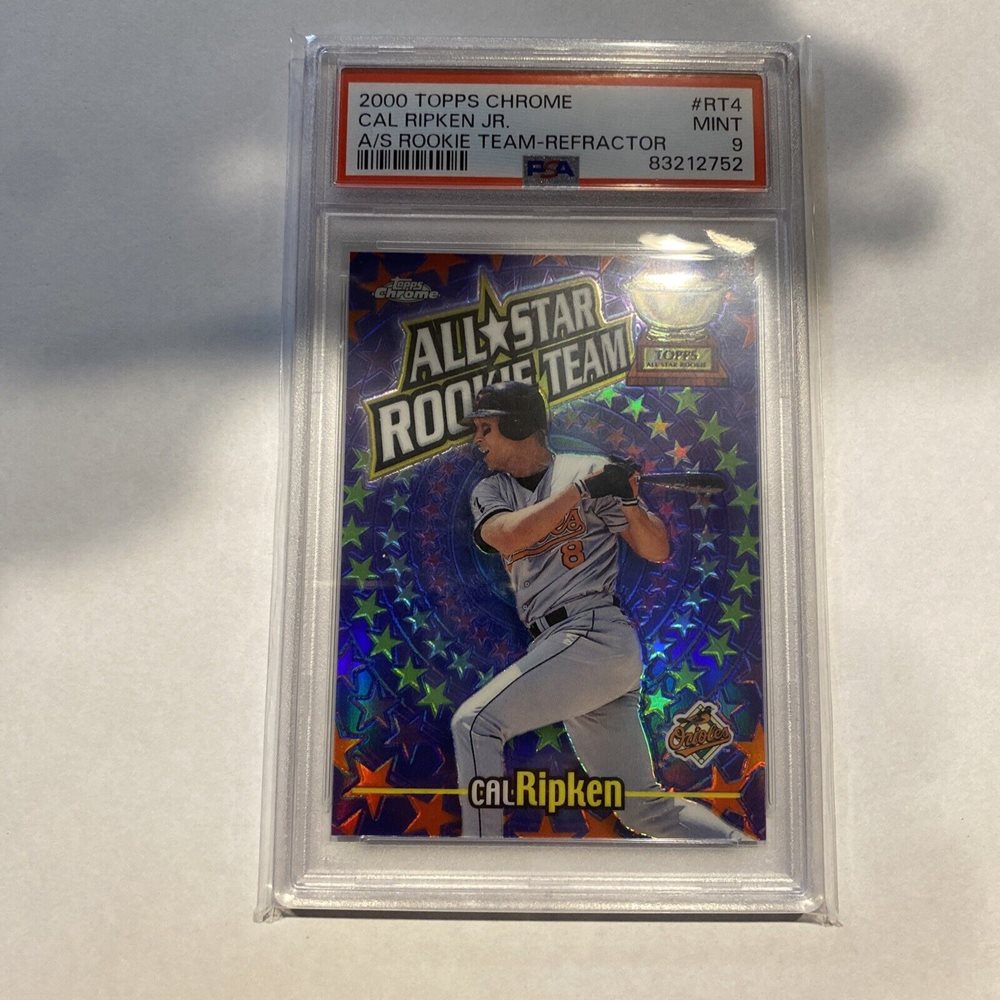 2000 TOPPS CHROME #RT4
CAL RIPKEN JR. MINT
A/S ROOKIE TEAM-REFRACTOR 9
PSA 83212752
Topps
Chrome
ALL★STAR
ROOKIE TEAM
TOPPS
ALL-STAR ROOKIE
8
Orioles
CAL Ripken